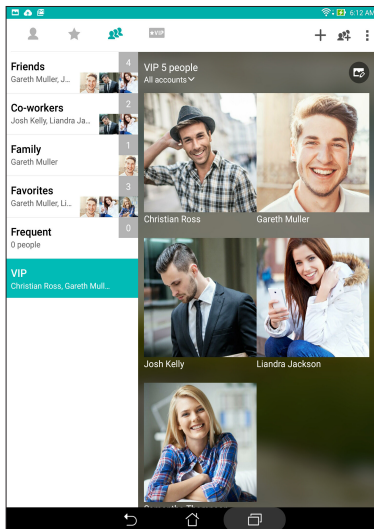 6:12 AM
VIP
Friends
4
Gareth Muller, J...
Co-workers
2
Josh Kelly, Liandra Ja...
Family
1
Gareth Muller
Favorites
3
Gareth Muller, Li...
Frequent
0
0 people
VIP
Christian Ross, Gareth Mull...
VIP 5 people
All accounts
Christian Ross
Gareth Muller
Josh Kelly
Liandra Jackson